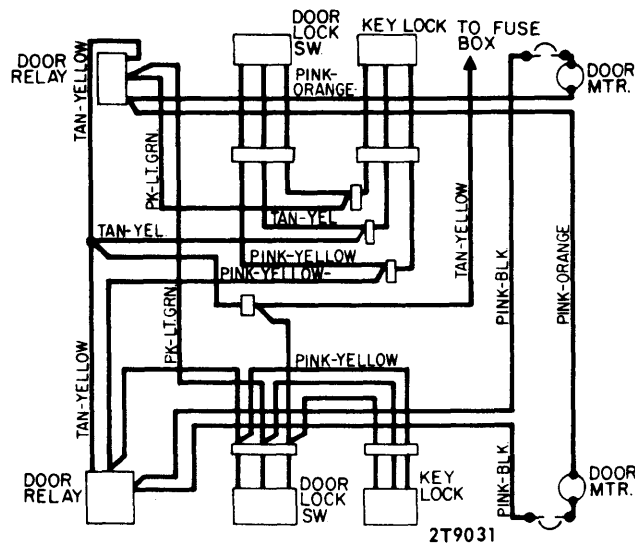 DOOR
LOCK
SW.
KEY LOCK
TO FUSE
BOX
DOOR
RELAY
TAN-YELLOW
PINK-
ORANGE
DOOR
MTR.
PK-LT.GRN.
TAN-YEL
TAN-YEL.
PINK-YELLOW
PINK-YELLOW-
TAN-YELLOW
PINK-BLK.
PINK-ORANGE
PK-LT.GRN.
PINK-YELLOW
TAN-YELLOW
DOOR
RELAY
DOOR
LOCK
SW
KEY
LOCK
PINK-BLK.
DOOR
MTR.
2T9031